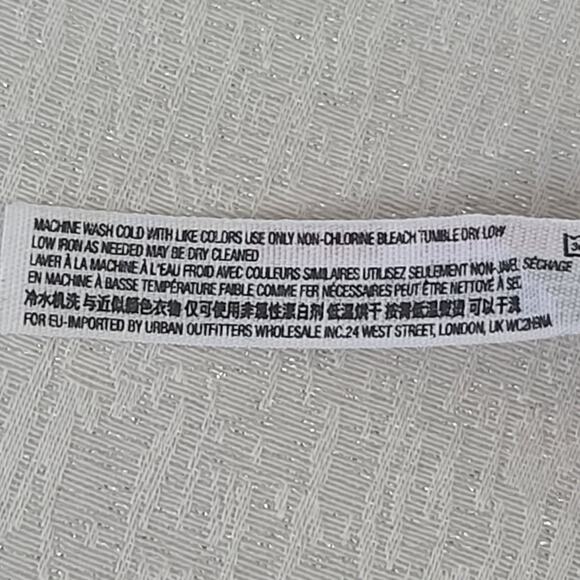 MACHINE WASH COLD WITH LIKE COLORS USE ONLY NON-CHLORINE BLEACH TUMBLE DRY LOW
LOW IRON AS NEEDED MAY BE DRY CLEANED
LAVER À LA MACHINE À L'EAU FROID AVEC COULEURS SIMILAIRES UTILISEZ SEULEMENT NON-JAVEL SÉCHAGE
EN MACHINE À BASSE TEMPÉRATURE FAIBLE COMME FER NÉCESSAIRES PEUT ÊTRE NETTOYÉ À SEC
冷水机洗 与近似颜色衣物 仅可使用非氯性漂白剂 低温烘干 按需低温熨烫 可以干洗
FOR EU-IMPORTED BY URBAN OUTFITTERS WHOLESALE INC.24 WEST STREET, LONDON, UK WC2H9NA